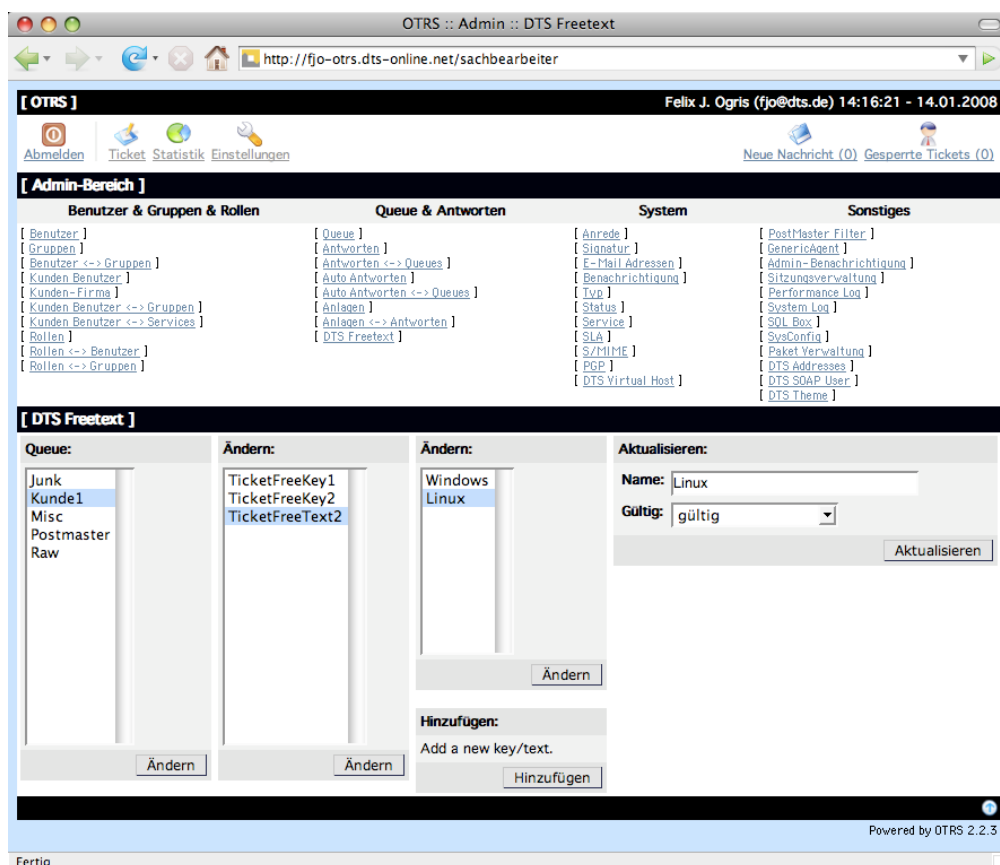 OTRS :: Admin :: DTS Freetext
http://fjo-otrs.dts-online.net/sachbearbeiter
[ OTRS ]
Felix J. Ogris (fjo@dts.de) 14:16:21 - 14.01.2008
Abmelden Ticket Statistik Einstellungen
Neue Nachricht (0) Gesperrte Tickets (0)
[ Admin-Bereich ]
Benutzer & Gruppen & Rollen
[ Benutzer ]
[ Gruppen ]
[ Benutzer <-> Gruppen ]
[ Kunden Benutzer ]
[ Kunden-Firma ]
[ Kunden Benutzer <-> Gruppen ]
[ Kunden Benutzer <-> Services ]
[ Rollen ]
[ Rollen <-> Benutzer ]
[ Rollen <-> Gruppen ]
Queue & Antworten
[ Queue ]
[ Antworten ]
[ Antworten <-> Queues ]
[ Auto Antworten ]
[ Auto Antworten <-> Queues ]
[ Anlagen ]
[ Anlagen <-> Antworten ]
[ DTS Freetext ]
System
[ Anrede ]
[ Signatur ]
[ E-Mail Adressen ]
[ Benachrichtigung ]
[ Typ ]
[ Status ]
[ Service ]
[ SLA ]
[ S/MIME ]
[ PGP ]
[ DTS Virtual Host ]
Sonstiges
[ PostMaster Filter ]
[ GenericAgent ]
[ Admin-Benachrichtigung ]
[ Sitzungsverwaltung ]
[ Performance Log ]
[ System Log ]
[ SQL Box ]
[ SysConfig ]
[ Paket Verwaltung ]
[ DTS Addresses ]
[ DTS SOAP User ]
[ DTS Theme ]
[ DTS Freetext ]
Queue:
Junk
Kunde1
Misc
Postmaster
Raw
Ändern
Ändern:
TicketFreeKey1
TicketFreeKey2
TicketFreeText2
Ändern
Ändern:
Windows
Linux
Ändern
Hinzufügen:
Add a new key/text.
Hinzufügen
Aktualisieren:
Name: Linux
Gültig: gültig
Aktualisieren
Powered by OTRS 2.2.3
Fertig